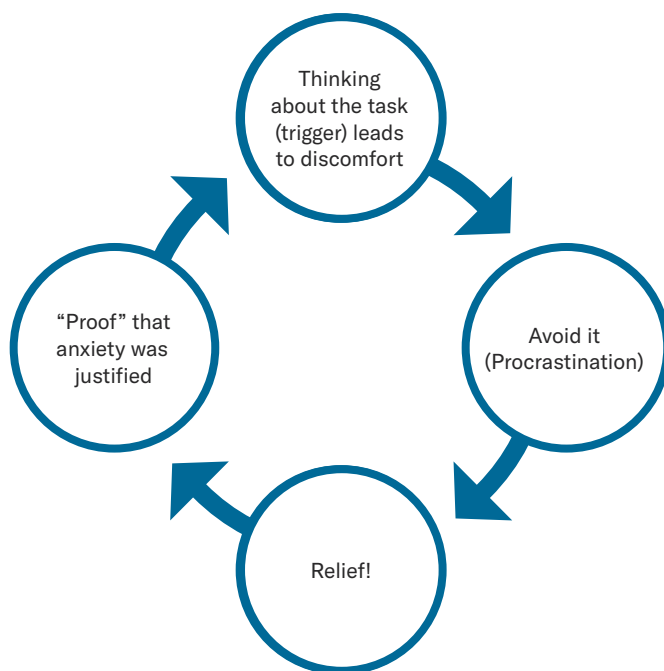 Thinking
about the task
(trigger) leads
to discomfort
Avoid it
(Procrastination)
Relief!
“Proof” that
anxiety was
justified